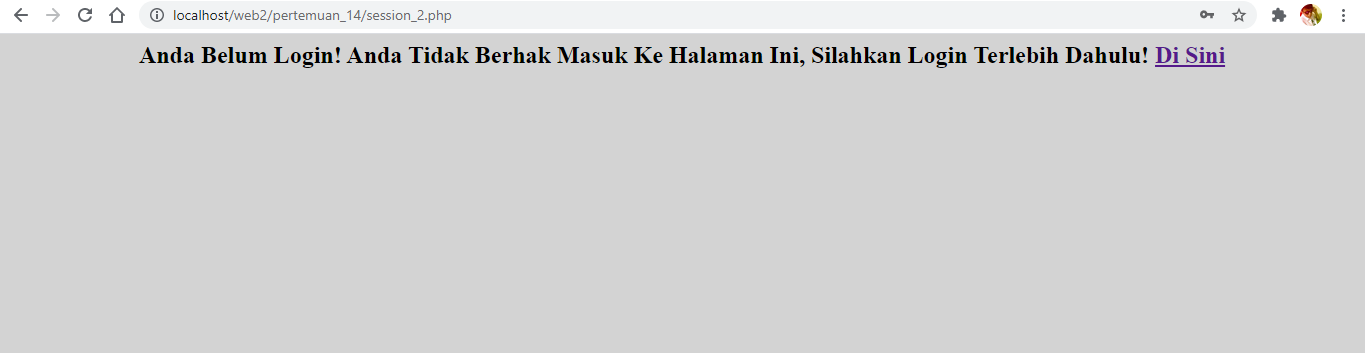 localhost/web2/pertemuan_14/session_2.php
Anda Belum Login! Anda Tidak Berhak Masuk Ke Halaman Ini, Silahkan Login Terlebih Dahulu! Di Sini